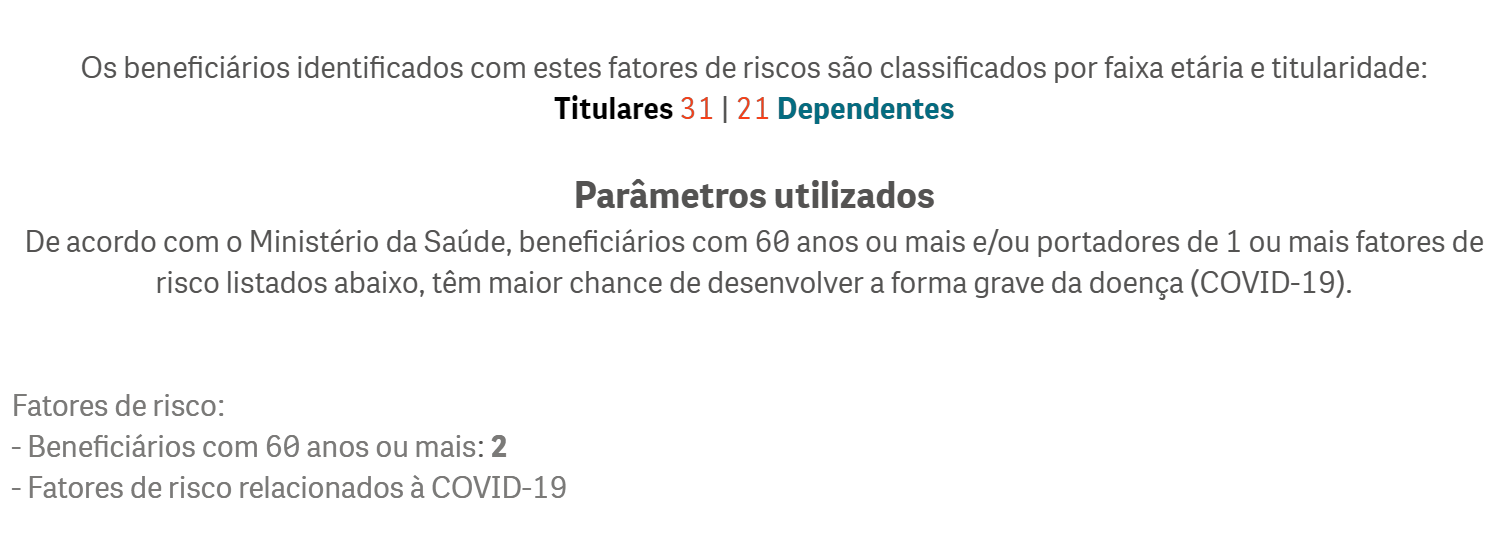 Os beneficiários identificados com estes fatores de riscos são classificados por faixa etária e titularidade:
Titulares 31 | 21 Dependentes
Parâmetros utilizados
De acordo com o Ministério da Saúde, beneficiários com 60 anos ou mais e/ou portadores de 1 ou mais fatores de
risco listados abaixo, têm maior chance de desenvolver a forma grave da doença (COVID-19).
Fatores de risco:
- Beneficiários com 60 anos ou mais: 2
- Fatores de risco relacionados à COVID-19